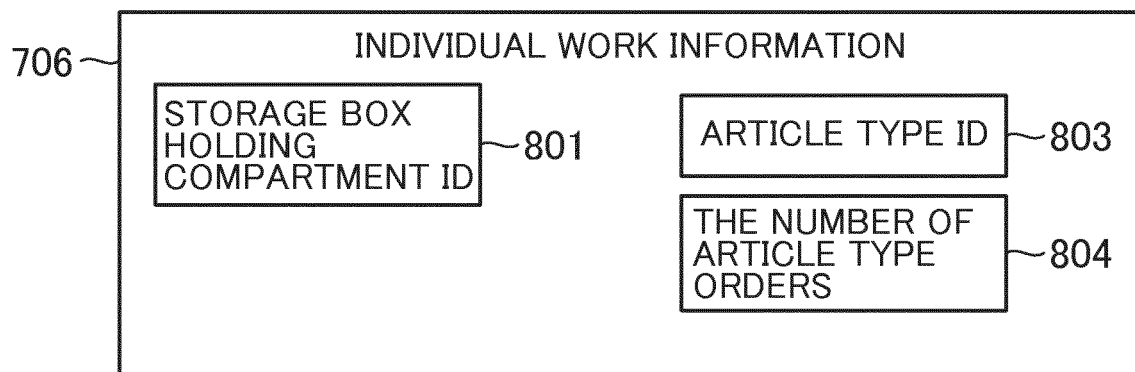 INDIVIDUAL WORK INFORMATION
706
STORAGE BOX
HOLDING
COMPARTMENT ID
801
ARTICLE TYPE ID
803
THE NUMBER OF
ARTICLE TYPE
ORDERS
804